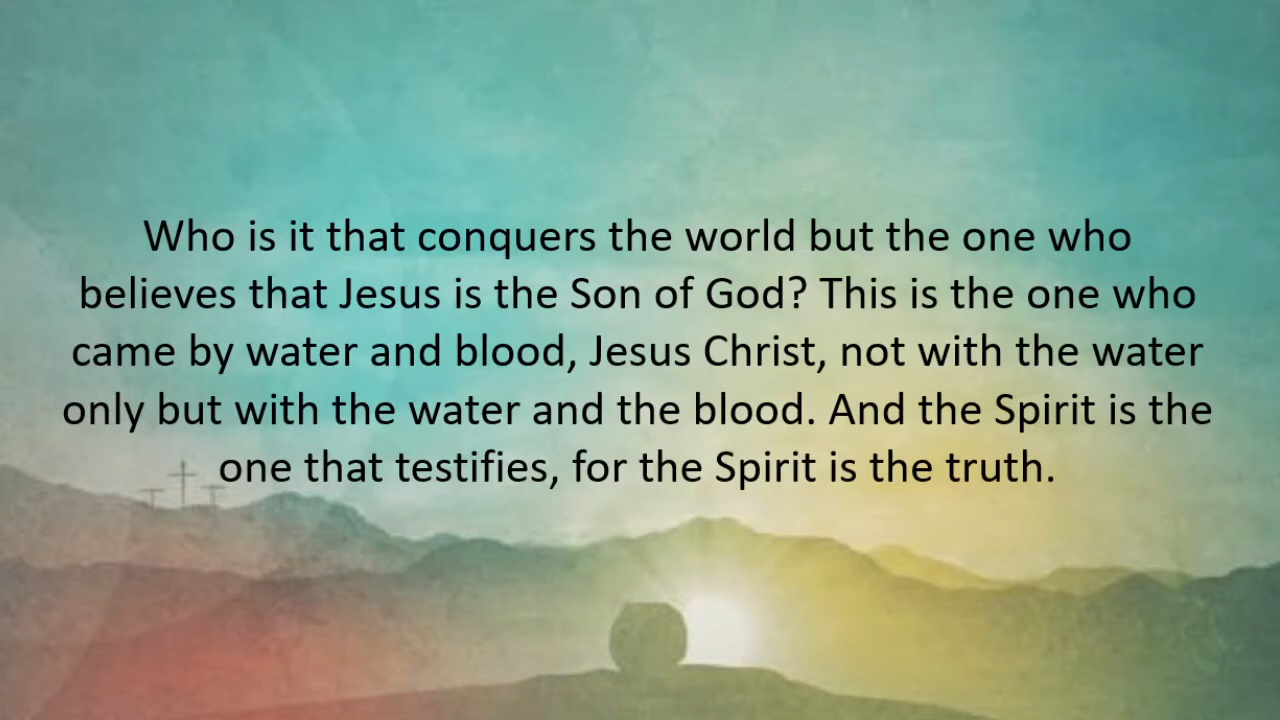 Who is it that conquers the world but the one who
believes that Jesus is the Son of God? This is the one who
came by water and blood, Jesus Christ, not with the water
only but with the water and the blood. And the Spirit is the
one that testifies, for the Spirit is the truth.